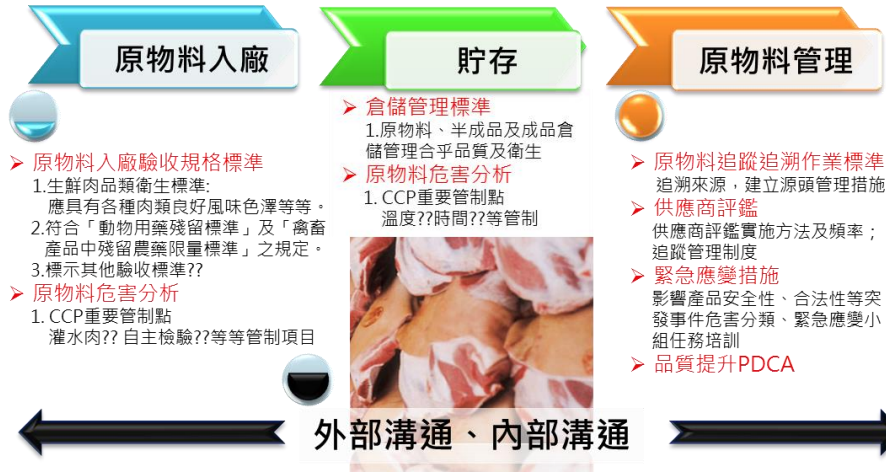 原物料入廠
➢ 原物料入廠驗收規格標準
1.生鮮肉品類衛生標準:
應具有各種肉類良好風味色澤等等。
2.符合「動物用藥殘留標準」及「禽畜
產品中殘留農藥限量標準」之規定。
3.標示其他驗收標準??
➢ 原物料危害分析
1. CCP重要管制點
灌水肉?? 自主檢驗??等等管制項目
貯存
➢ 倉儲管理標準
1.原物料、半成品及成品倉
儲管理合乎品質及衛生
➢ 原物料危害分析
1. CCP重要管制點
溫度??時間??等管制
原物料管理
➢ 原物料追蹤追溯作業標準
追溯來源，建立源頭管理措施
➢ 供應商評鑑
供應商評鑑實施方法及頻率；
追蹤管理制度
➢ 緊急應變措施
影響產品安全性、合法性等突
發事件危害分類、緊急應變小
組任務培訓
➢ 品質提升PDCA
外部溝通、內部溝通